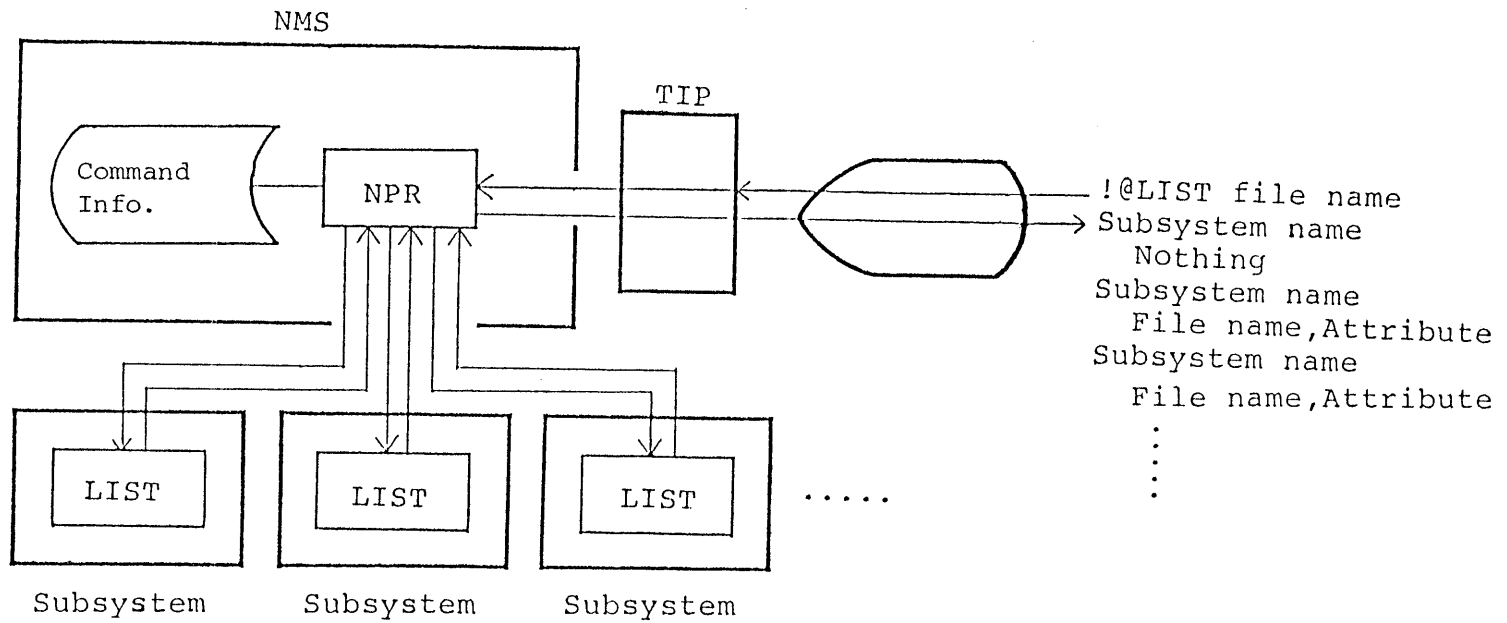 NMS
TIP
Command
Info.
NPR
!@LIST file name
Subsystem name
Nothing
Subsystem name
File name,Attribute
Subsystem name
File name,Attribute
LIST
LIST
LIST
.....
Subsystem
Subsystem
Subsystem